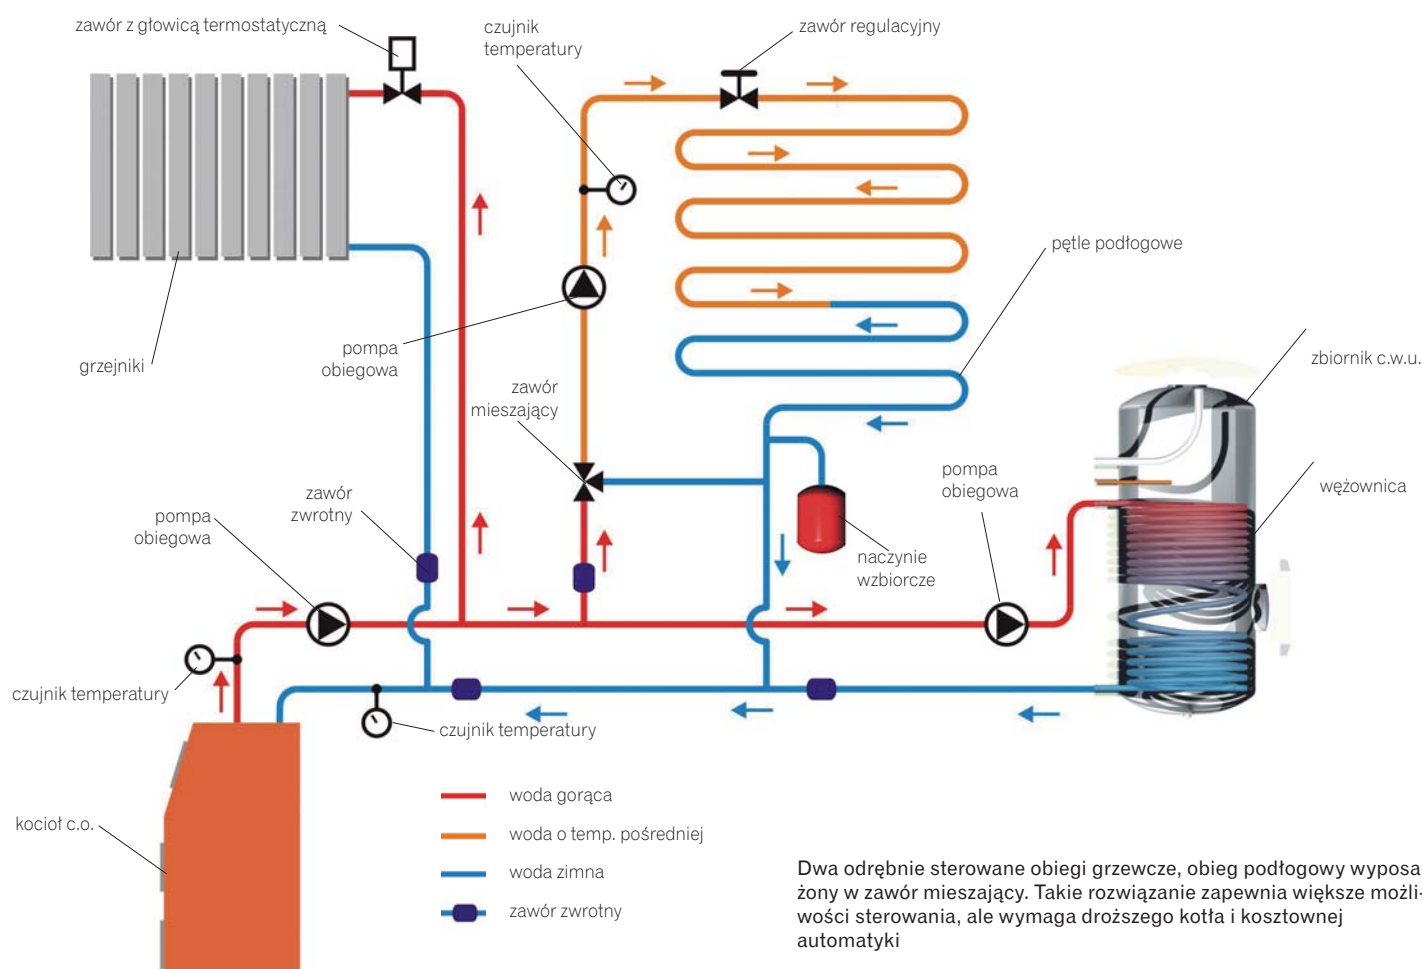 zawór z głowicą termostatyczną
czujnik
temperatury
zawór regulacyjny
pętle podłogowe
grzejniki
pompa
obiegowa
zawór
mieszający
zbiornik c.w.u.
pompa
obiegowa
wężownica
zawór
zwrotny
pompa
obiegowa
naczynie
wzbiorcze
czujnik temperatury
czujnik temperatury
kocioł c.o.
woda gorąca
woda o temp. pośredniej
woda zimna
zawór zwrotny
Dwa odrębnie sterowane obiegi grzewcze, obieg podłogowy wyposa
żony w zawór mieszający. Takie rozwiązanie zapewnia większe możli-
wości sterowania, ale wymaga droższego kotła i kosztownej
automatyki